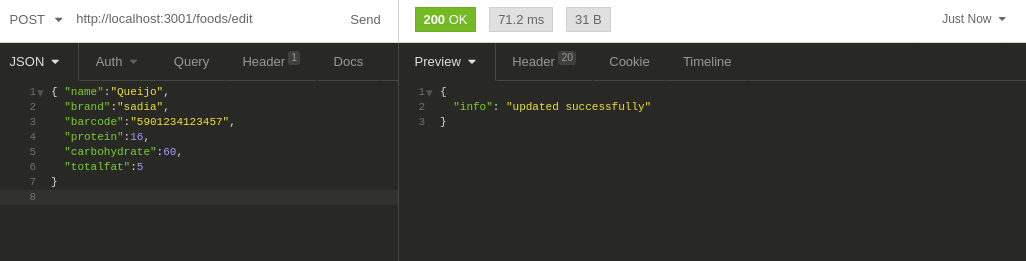 POST http://localhost:3001/foods/edit Send 200 OK 71.2 ms 31 B Just Now
JSON Auth Query Header 1 Docs
1 { "name":"Queijo",
2 "brand":"sadia",
3 "barcode":"5901234123457",
4 "protein":16,
5 "carbohydrate":60,
6 "totalfat":5
7 }
8
Preview Header 20 Cookie Timeline
1 {
2 "info": "updated successfully"
3 }